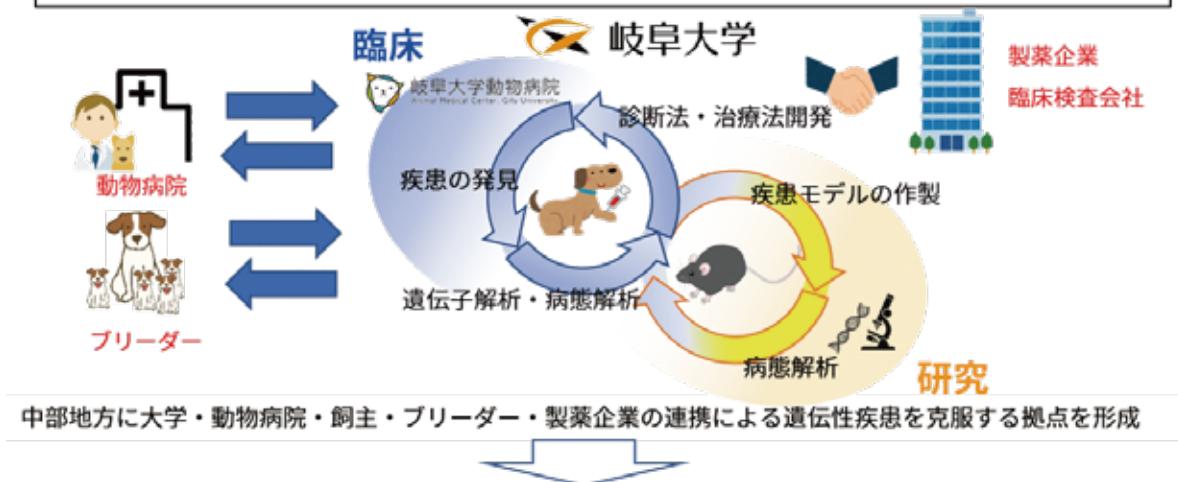 臨床
岐阜大学
岐阜大学動物病院
Animal Medical Center, Gifu University
製薬企業
臨床検査会社
診断法・治療法開発
疾患の発見
動物病院
疾患モデルの作製
遺伝子解析・病態解析
ブリーダー
病態解析
研究
中部地方に大学・動物病院・飼主・ブリーダー・製薬企業の連携による遺伝性疾患を克服する拠点を形成